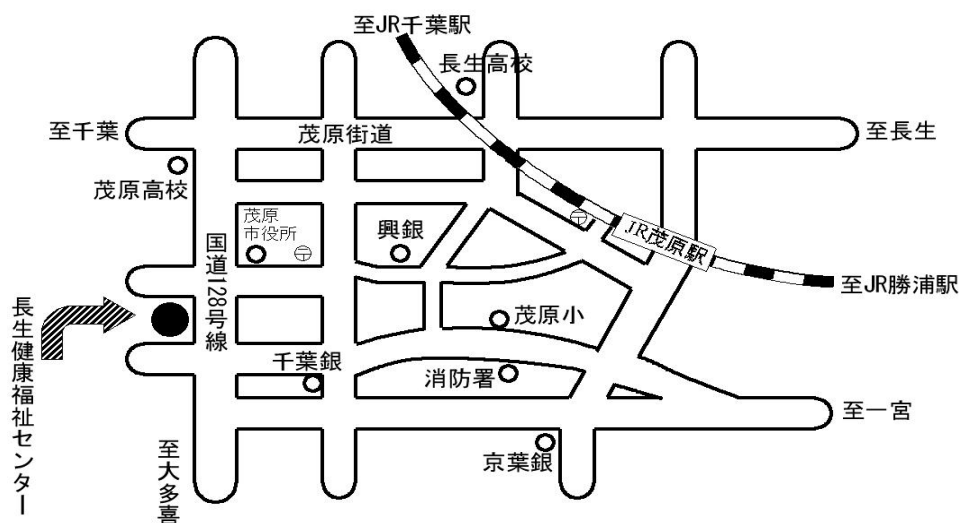 至JR千葉駅
長生高校
至千葉
茂原街道
至長生
茂原高校
茂原
市役所
〒
興銀
〒
JR茂原駅
国道128号線
至JR勝浦駅
長生健康福祉センター
茂原小
千葉銀
消防署
至一宮
京葉銀
至大多喜